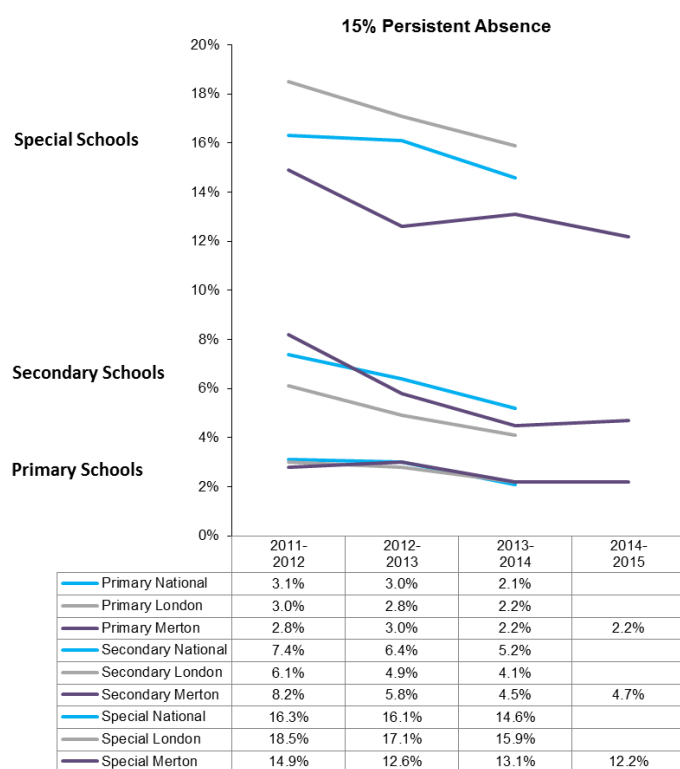 15% Persistent Absence
20%
18%
Special Schools
16%
14%
12%
10%
8%
Secondary Schools
6%
4%
Primary Schools
2%
0%
2011-
2012
2012-
2013
2013-
2014
2014-
2015
Primary National 3.1% 3.0% 2.1%
Primary London 3.0% 2.8% 2.2%
Primary Merton 2.8% 3.0% 2.2% 2.2%
Secondary National 7.4% 6.4% 5.2%
Secondary London 6.1% 4.9% 4.1%
Secondary Merton 8.2% 5.8% 4.5% 4.7%
Special National 16.3% 16.1% 14.6%
Special London 18.5% 17.1% 15.9%
Special Merton 14.9% 12.6% 13.1% 12.2%